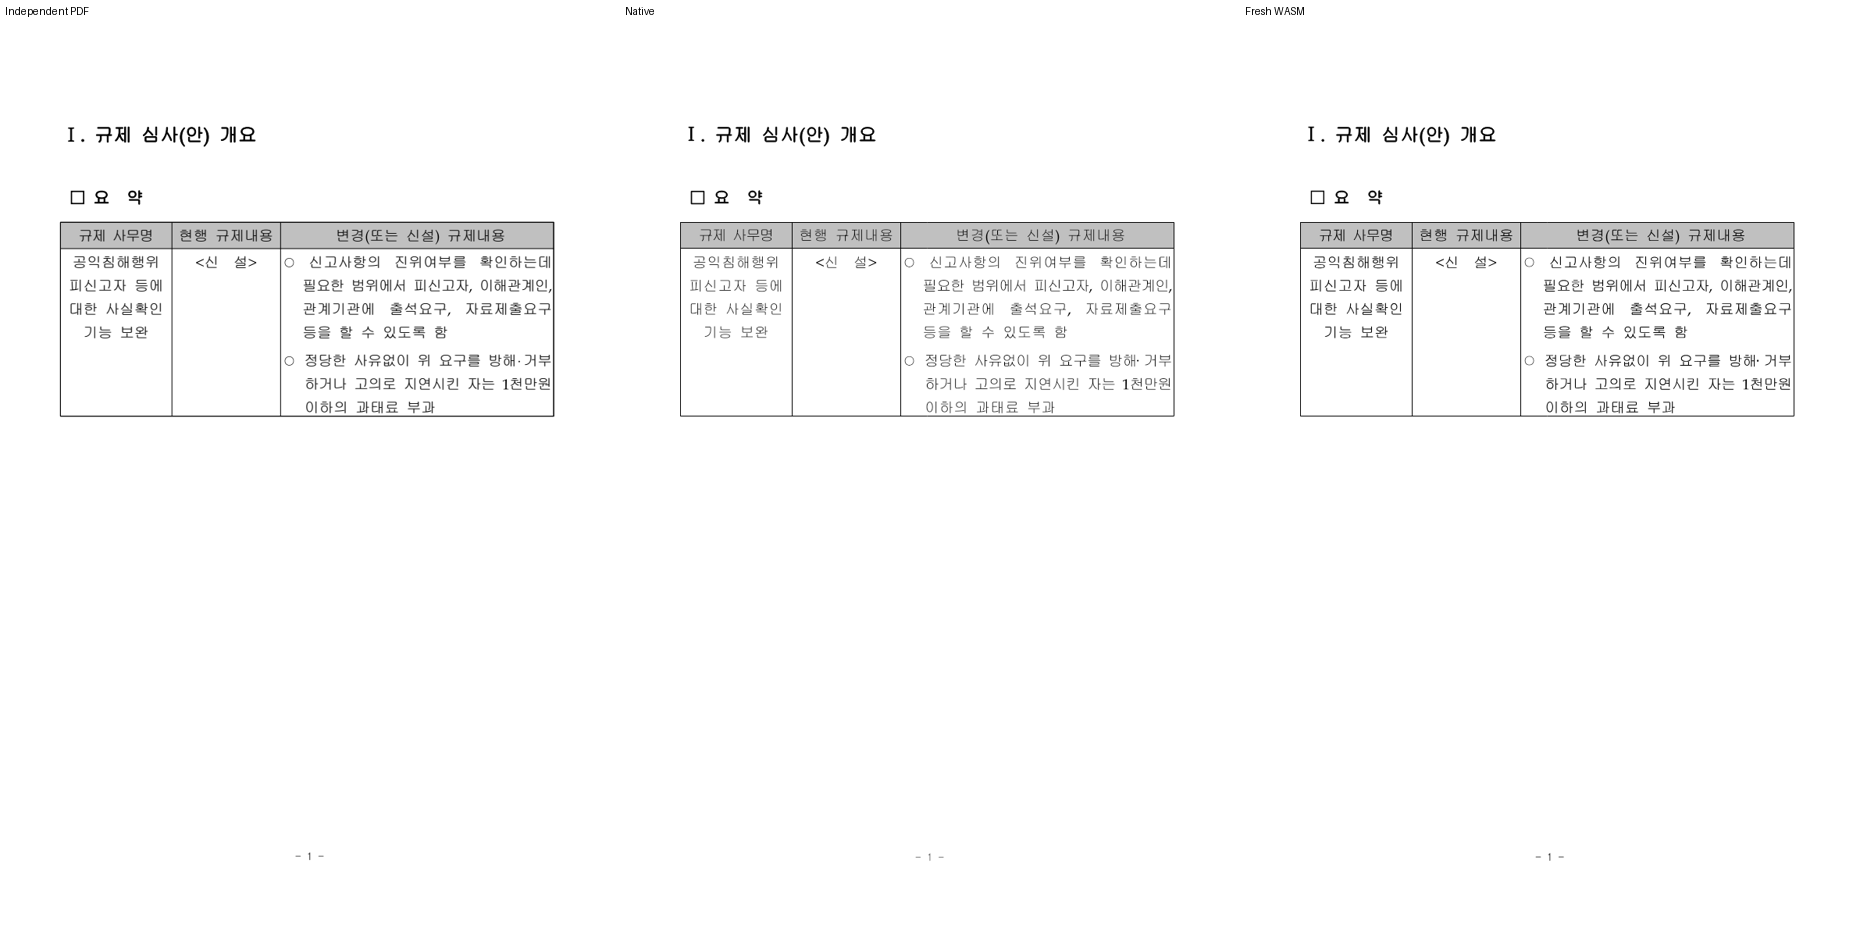 Independent PDF
Ⅰ. 규제 심사(안) 개요
□ 요 약
규제 사무명 현행 규제내용 변경(또는 신설) 규제내용
공익침해행위
피신고자 등에
대한 사실확인
기능 보완
<신 설>
○ 신고사항의 진위여부를 확인하는데
필요한 범위에서 피신고자, 이해관계인,
관계기관에 출석요구, 자료제출요구
등을 할 수 있도록 함
○ 정당한 사유없이 위 요구를 방해·거부
하거나 고의로 지연시킨 자는 1천만원
이하의 과태료 부과
- 1 -
Native
Ⅰ. 규제 심사(안) 개요
□ 요 약
규제 사무명 현행 규제내용 변경(또는 신설) 규제내용
공익침해행위
피신고자 등에
대한 사실확인
기능 보완
<신 설>
○ 신고사항의 진위여부를 확인하는데
필요한 범위에서 피신고자, 이해관계인,
관계기관에 출석요구, 자료제출요구
등을 할 수 있도록 함
○ 정당한 사유없이 위 요구를 방해·거부
하거나 고의로 지연시킨 자는 1천만원
이하의 과태료 부과
- 1 -
Fresh WASM
Ⅰ. 규제 심사(안) 개요
□ 요 약
규제 사무명 현행 규제내용 변경(또는 신설) 규제내용
공익침해행위
피신고자 등에
대한 사실확인
기능 보완
<신 설>
○ 신고사항의 진위여부를 확인하는데
필요한 범위에서 피신고자, 이해관계인,
관계기관에 출석요구, 자료제출요구
등을 할 수 있도록 함
○ 정당한 사유없이 위 요구를 방해·거부
하거나 고의로 지연시킨 자는 1천만원
이하의 과태료 부과
- 1 -